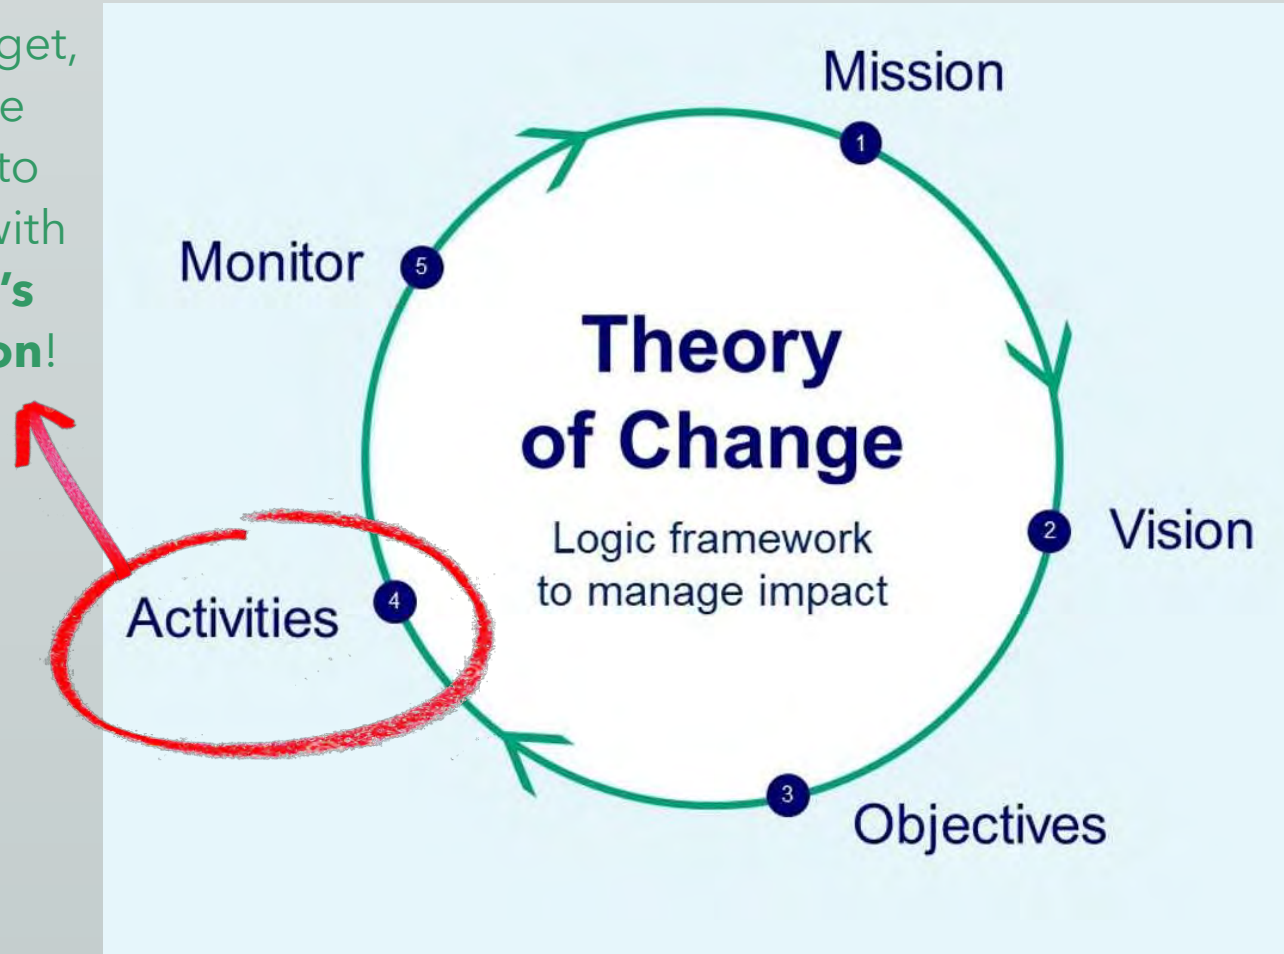 get,
e
to
with
's
on!
Mission
1
Monitor
5
Theory
of Change
Logic framework
to manage impact
2
Vision
Activities
4
3
Objectives